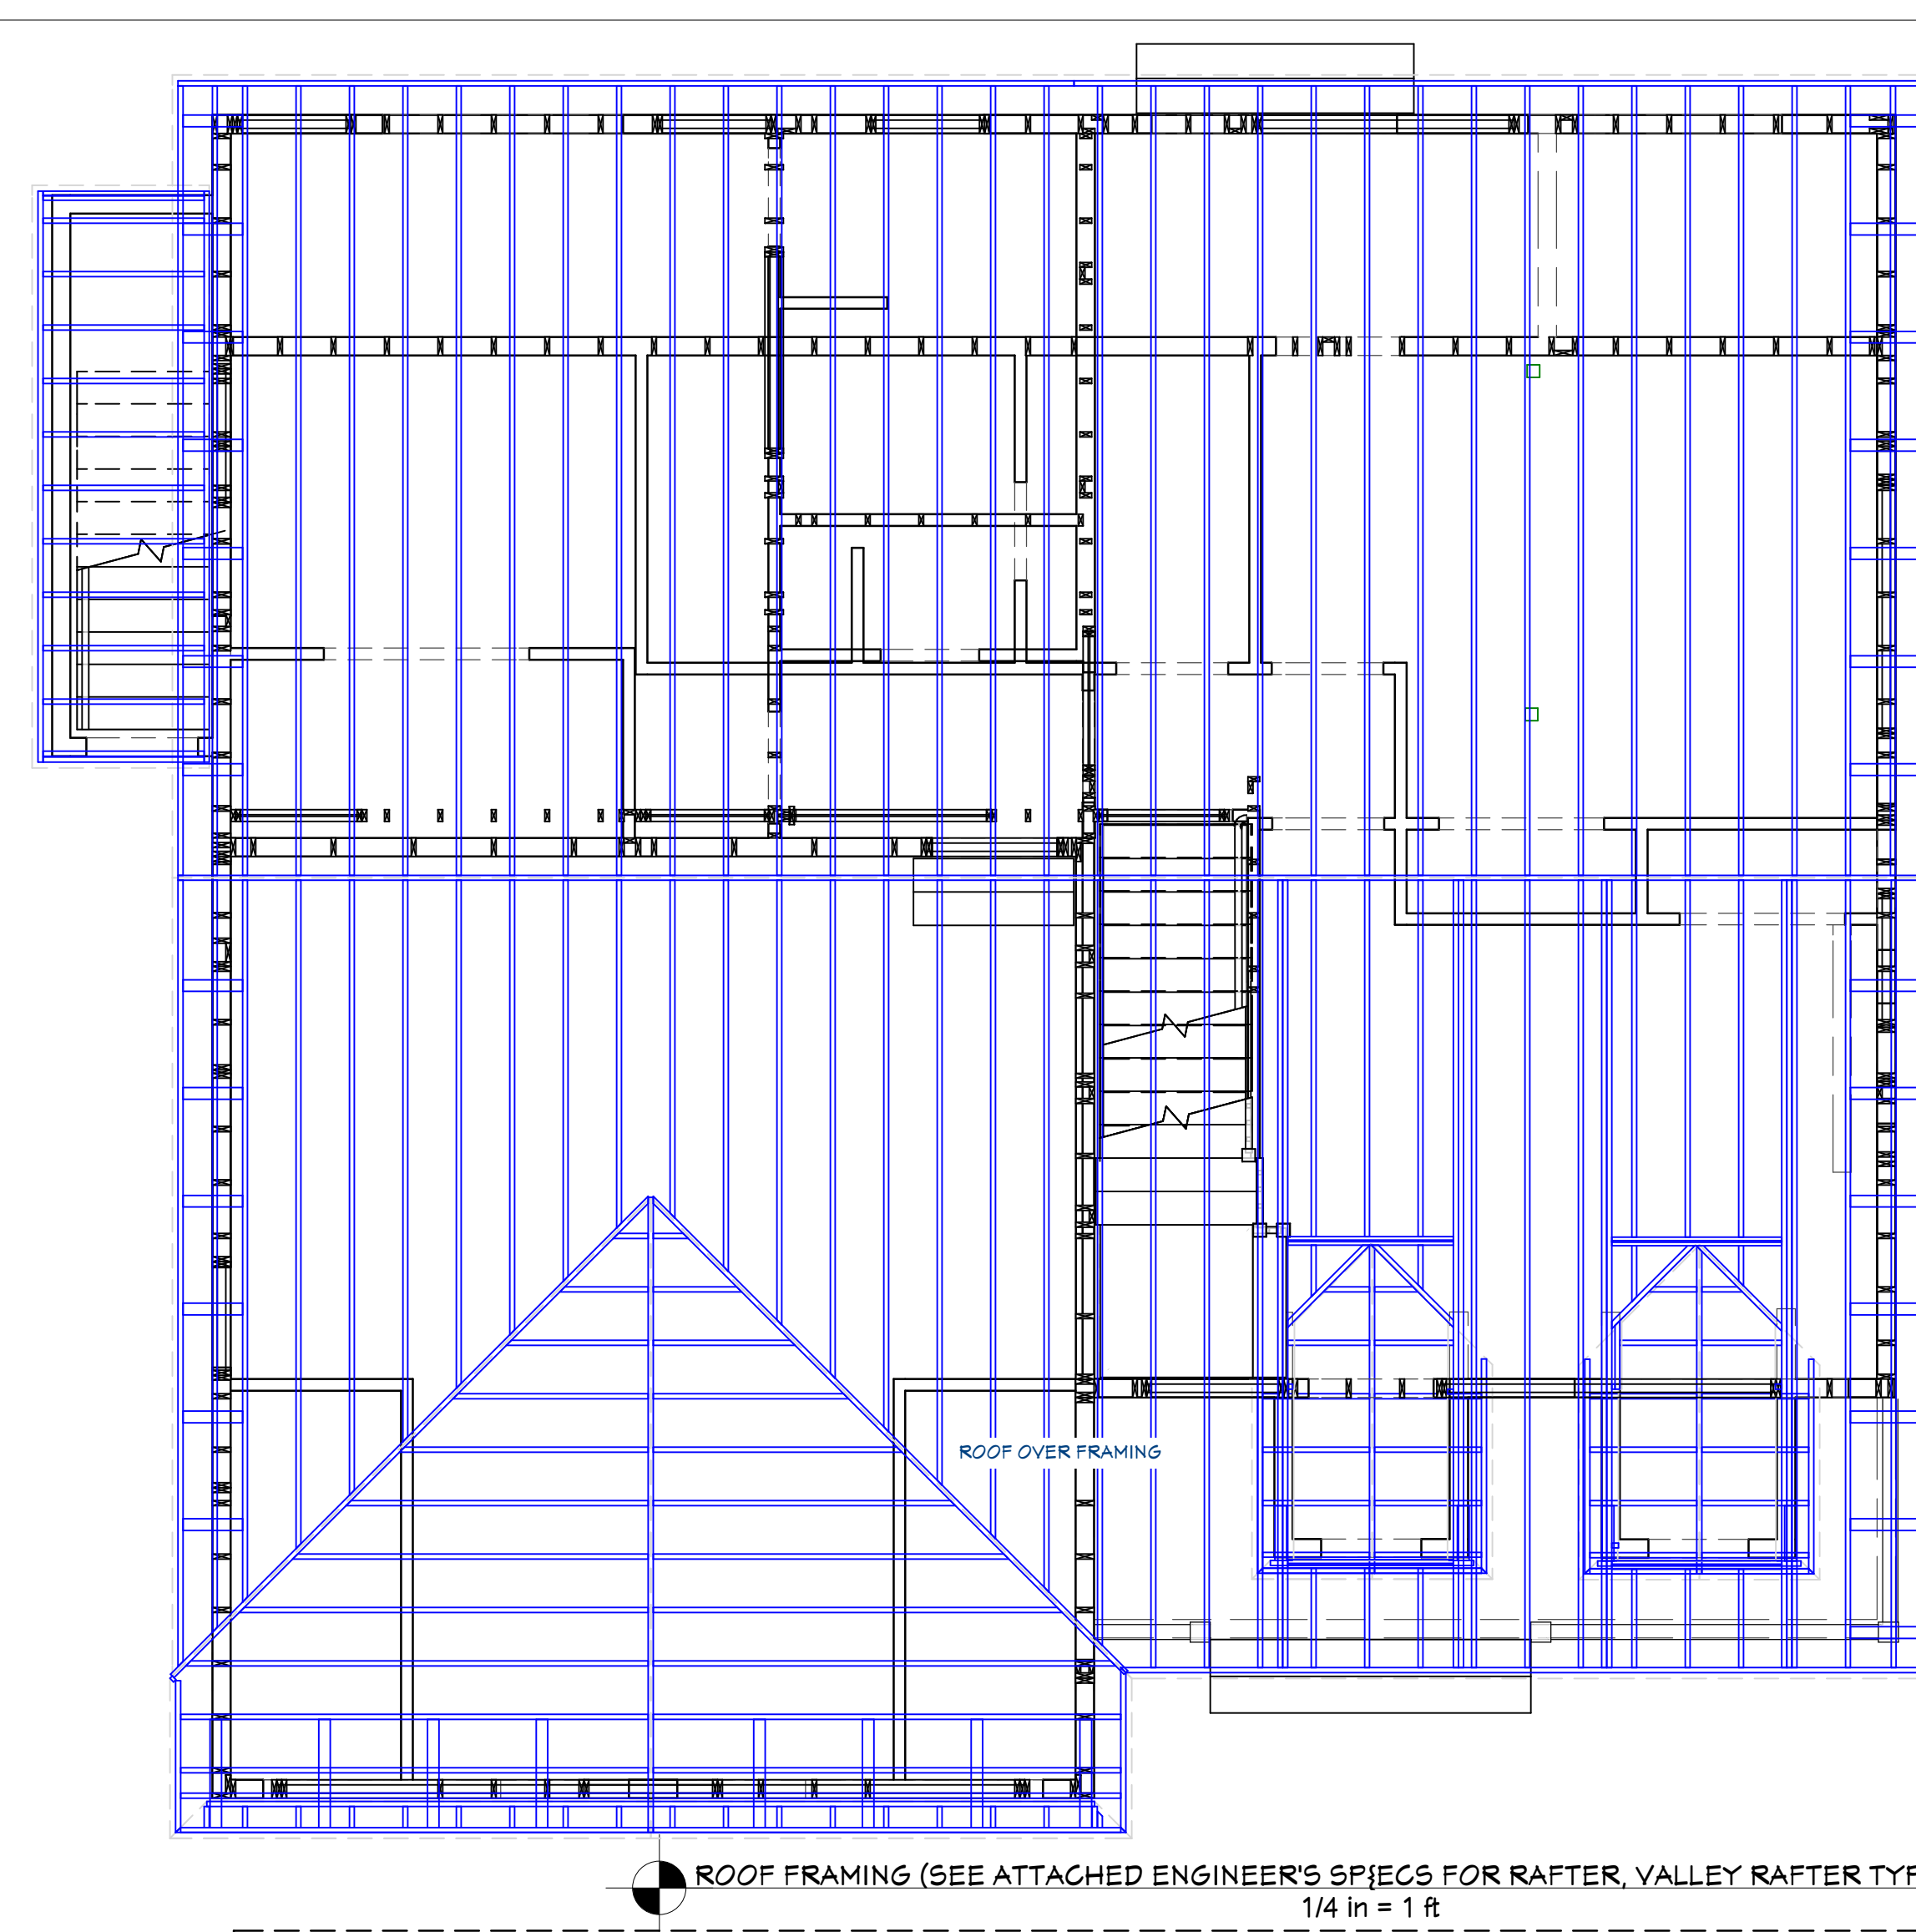 ROOF OVER FRAMING
ROOF FRAMING (SEE ATTACHED ENGINEER'S SP{ECS FOR RAFTER, VALLEY RAFTER TYP
1/4 in = 1 ft